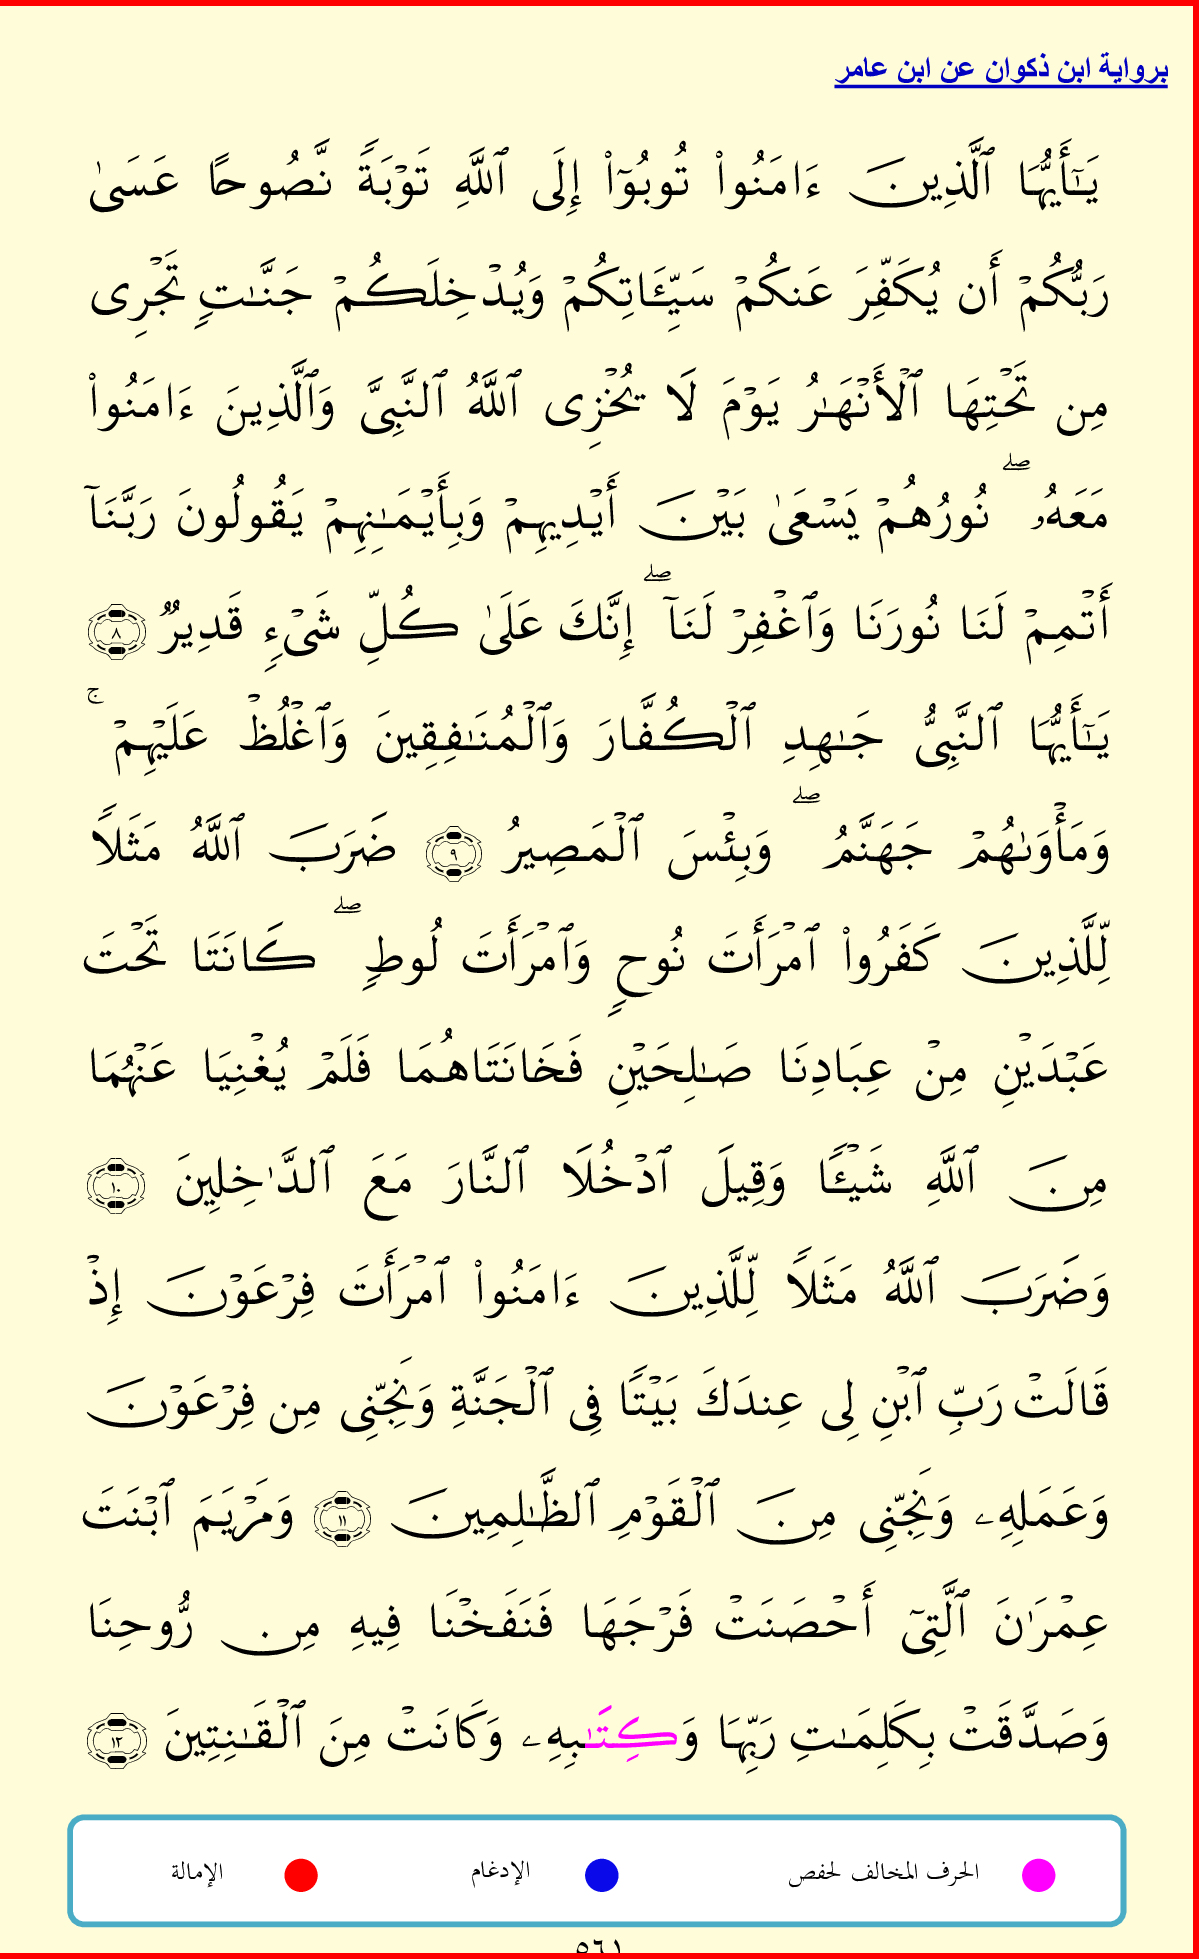 برواية ابن ذكوان عن ابن عامر
يَـٰٓأَيُّهَا ٱلَّذِينَ ءَامَنُوا۟ تُوبُوٓا۟ إِلَى ٱللَّهِ تَوْبَةً نَّصُوحًا عَسَىٰ
رَبُّكُمْ أَن يُكَفِّرَ عَنكُمْ سَيِّـَٔاتِكُمْ وَيُدْخِلَكُمْ جَنَّـٰتٍ تَجْرِى
مِن تَحْتِهَا ٱلْأَنْهَـٰرُ يَوْمَ لَا يُخْزِى ٱللَّهُ ٱلنَّبِىَّ وَٱلَّذِينَ ءَامَنُوا۟
مَعَهُۥ ۖ نُورُهُمْ يَسْعَىٰ بَيْنَ أَيْدِيهِمْ وَبِأَيْمَـٰنِهِمْ يَقُولُونَ رَبَّنَآ
أَتْمِمْ لَنَا نُورَنَا وَٱغْفِرْ لَنَآ ۖ إِنَّكَ عَلَىٰ كُلِّ شَىْءٍ قَدِيرٌ ٨
يَـٰٓأَيُّهَا ٱلنَّبِىُّ جَـٰهِدِ ٱلْكُفَّارَ وَٱلْمُنَـٰفِقِينَ وَٱغْلُظْ عَلَيْهِمْ ۚ
وَمَأْوَىٰهُمْ جَهَنَّمُ ۖ وَبِئْسَ ٱلْمَصِيرُ ٩ ضَرَبَ ٱللَّهُ مَثَلًا
لِّلَّذِينَ كَفَرُوا۟ ٱمْرَأَتَ نُوحٍ وَٱمْرَأَتَ لُوطٍ ۖ كَانَتَا تَحْتَ
عَبْدَيْنِ مِنْ عِبَادِنَا صَـٰلِحَيْنِ فَخَانَتَاهُمَا فَلَمْ يُغْنِيَا عَنْهُمَا
مِنَ ٱللَّهِ شَيْـًٔا وَقِيلَ ٱدْخُلَا ٱلنَّارَ مَعَ ٱلدَّٰخِلِينَ ١٠
وَضَرَبَ ٱللَّهُ مَثَلًا لِّلَّذِينَ ءَامَنُوا۟ ٱمْرَأَتَ فِرْعَوْنَ إِذْ
قَالَتْ رَبِّ ٱبْنِ لِى عِندَكَ بَيْتًا فِى ٱلْجَنَّةِ وَنَجِّنِى مِن فِرْعَوْنَ
وَعَمَلِهِۦ وَنَجِّنِى مِنَ ٱلْقَوْمِ ٱلظَّـٰلِمِينَ ١١ وَمَرْيَمَ ٱبْنَتَ
عِمْرَٰنَ ٱلَّتِىٓ أَحْصَنَتْ فَرْجَهَا فَنَفَخْنَا فِيهِ مِن رُّوحِنَا
وَصَدَّقَتْ بِكَلِمَـٰتِ رَبِّهَا وَكِتَـٰبِهِۦ وَكَانَتْ مِنَ ٱلْقَـٰنِتِينَ ١٢
الحرف المخالف لحفص الإدغام الإمالة
٥٦١